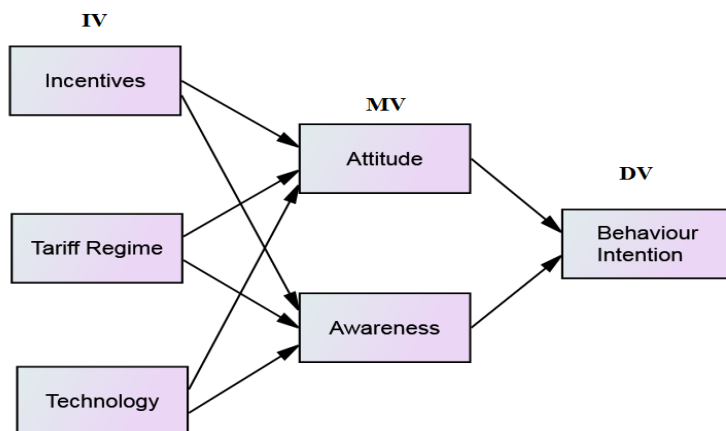 IV
Incentives
MV
Attitude
DV
Tariff Regime
Behaviour
Intention
Awareness
Technology